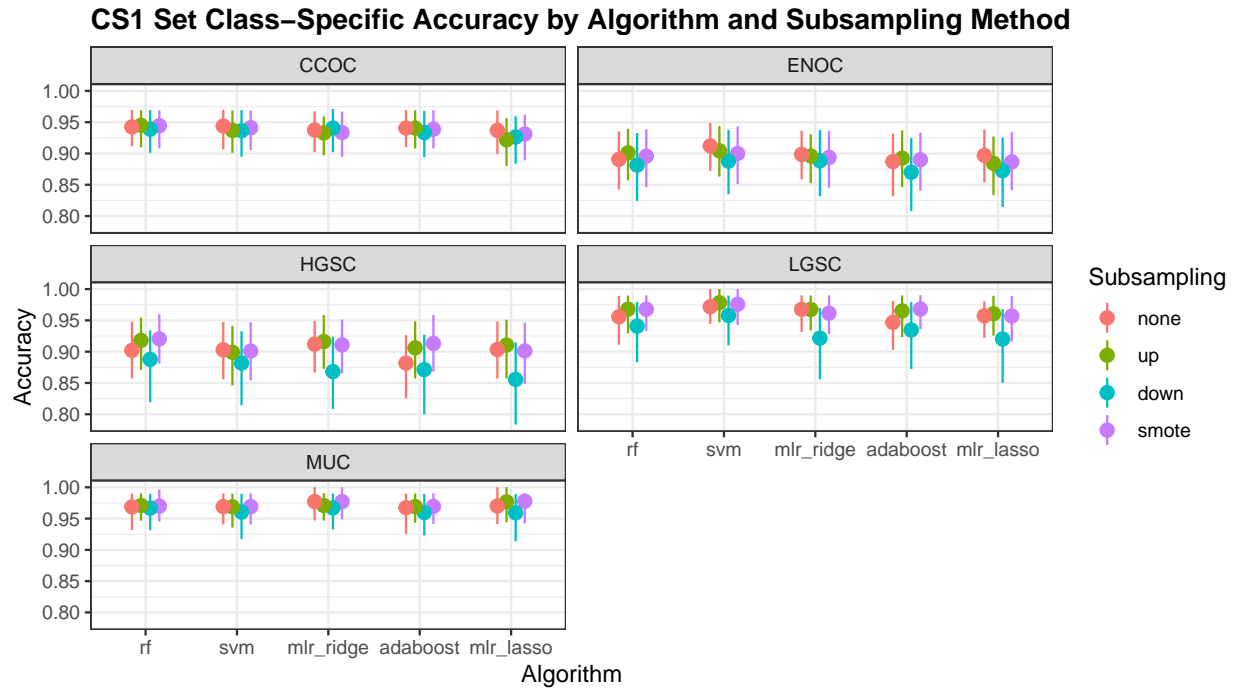 CS1 Set Class−Specific Accuracy by Algorithm and Subsampling Method
CCOC
ENOC
1.00
0.95
0.90
0.85
0.80
HGSC
LGSC
1.00
0.95
0.90
0.85
0.80
rf svm mlr_ridge adaboost mlr_lasso
MUC
1.00
0.95
0.90
0.85
0.80
rf svm mlr_ridge adaboost mlr_lasso
Algorithm
Accuracy
Subsampling
none
up
down
smote